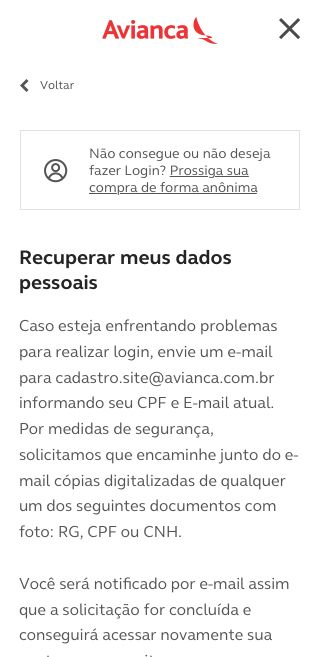 Avianca
Voltar
Não consegue ou não deseja
fazer Login? Prossiga sua
compra de forma anônima
Recuperar meus dados
pessoais
Caso esteja enfrentando problemas
para realizar login, envie um e-mail
para cadastro.site@avianca.com.br
informando seu CPF e E-mail atual.
Por medidas de segurança,
solicitamos que encaminhe junto do e-
mail cópias digitalizadas de qualquer
um dos seguintes documentos com
foto: RG, CPF ou CNH.
Você será notificado por e-mail assim
que a solicitação for concluída e
conseguirá acessar novamente sua